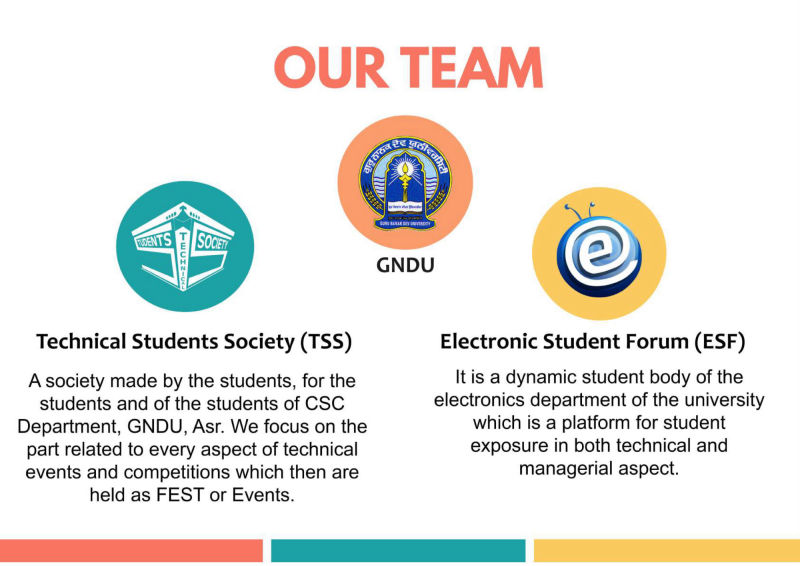 OUR TEAM
ਗੁਰੂ ਨਾਨਕ ਦੇਵ ਯੂਨੀਵਰਸਿਟੀ
GURU NANAK DEV UNIVERSITY
GNDU
STUDENTS
TECHNICAL
SOCIETY
e
Technical Students Society (TSS)
A society made by the students, for the
students and of the students of CSC
Department, GNDU, Asr. We focus on the
part related to every aspect of technical
events and competitions which then are
held as FEST or Events.
Electronic Student Forum (ESF)
It is a dynamic student body of the
electronics department of the university
which is a platform for student
exposure in both technical and
managerial aspect.